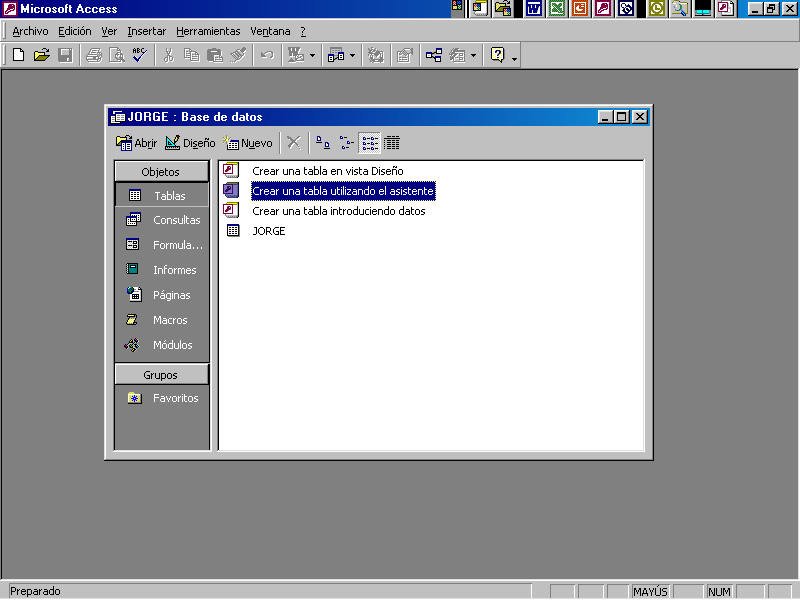 Microsoft Access
Archivo Edición Ver Insertar Herramientas Ventana ?
JORGE : Base de datos
Abrir Diseño Nuevo
Objetos
Tablas
Consultas
Formula...
Informes
Páginas
Macros
Módulos
Grupos
Favoritos
Crear una tabla en vista Diseño
Crear una tabla utilizando el asistente
Crear una tabla introduciendo datos
JORGE
Preparado MAYÚS NUM